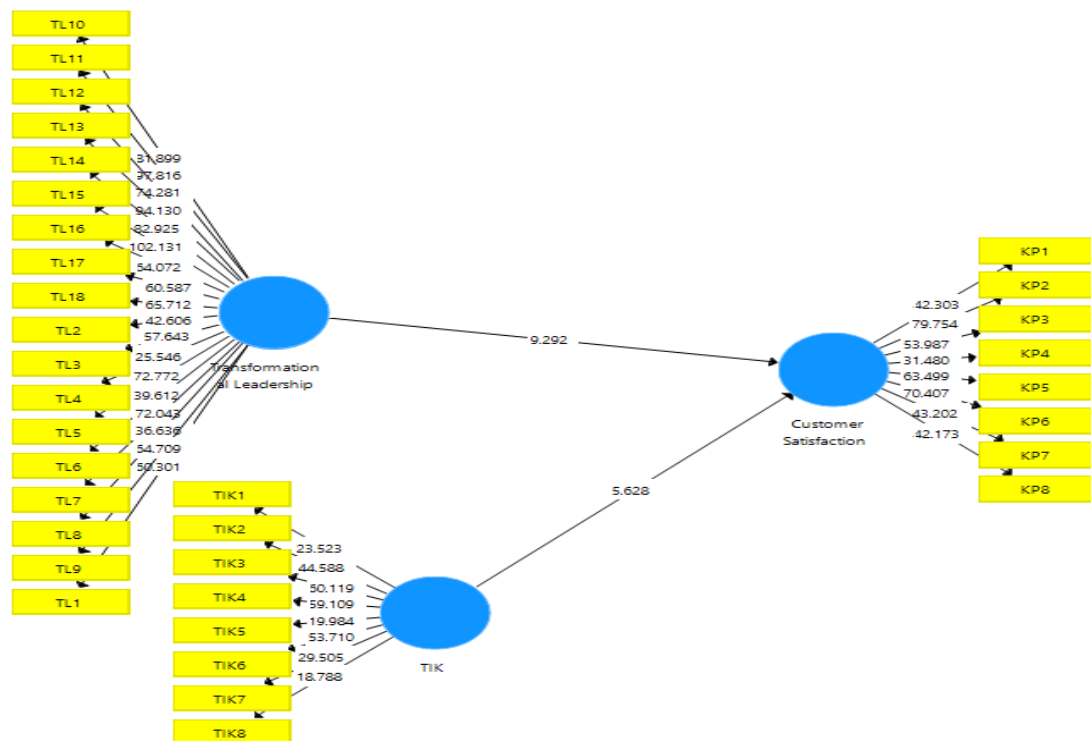 TL10
TL11
TL12
TL13
TL14
TL15
TL16
TL17
TL18
TL2
TL3
TL4
TL5
TL6
TL7
TL8
TL9
TL1
31.899
37.816
74.281
94.130
82.925
102.131
54.072
60.587
65.712
42.606
57.643
25.546
72.772
39.612
72.043
36.636
54.709
50.301
Transformation
al Leadership
9.292
TIK1
TIK2
TIK3
TIK4
TIK5
TIK6
TIK7
TIK8
23.523
44.588
50.119
59.109
19.984
53.710
29.505
18.788
TIK
5.628
Customer
Satisfaction
42.303
79.754
53.987
31.480
63.499
70.407
43.202
42.173
KP1
KP2
KP3
KP4
KP5
KP6
KP7
KP8